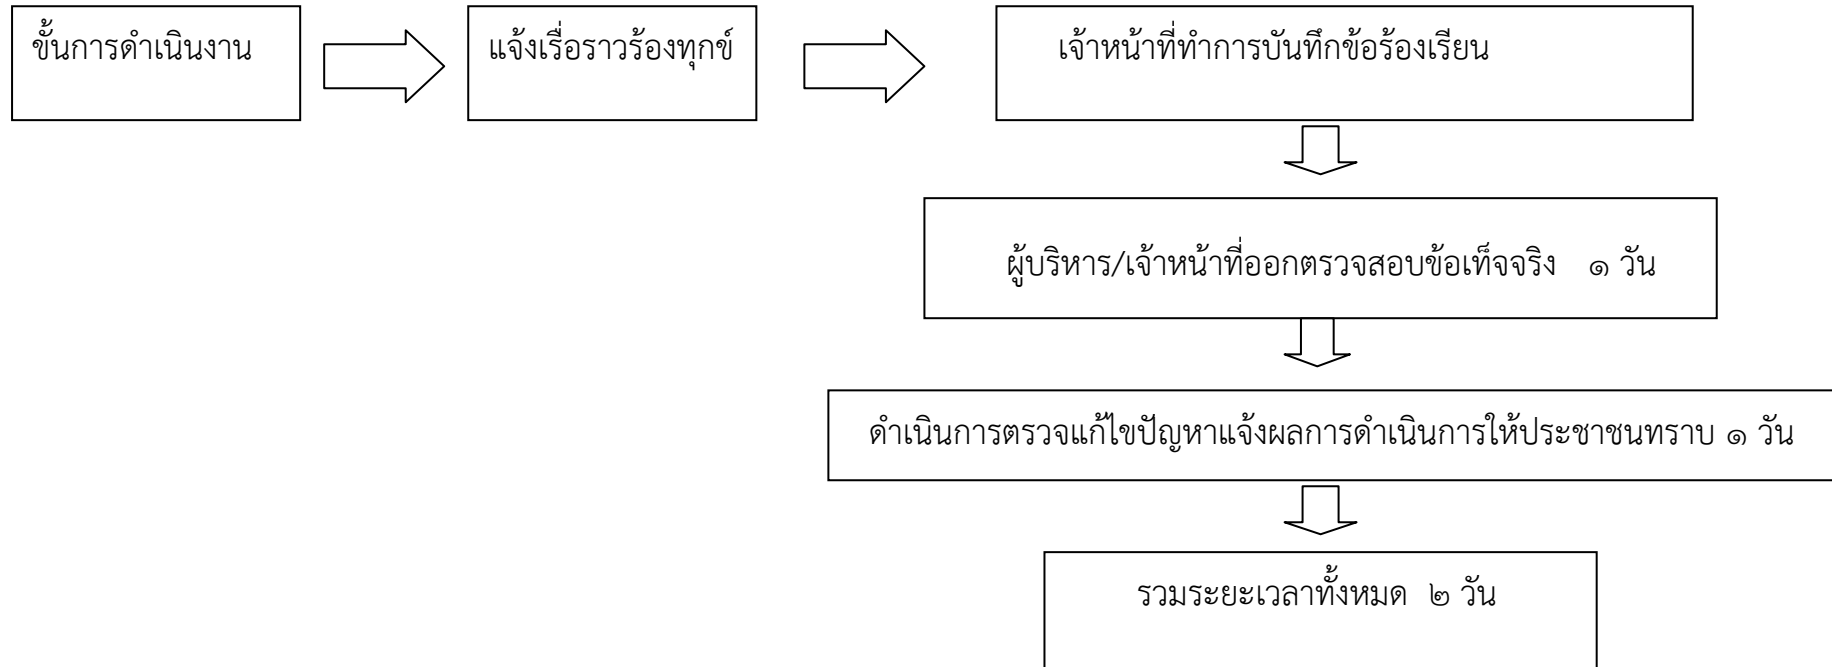 ขั้นการดำเนินงาน
แจ้งเรื่อราวร้องทุกข์
เจ้าหน้าที่ทำการบันทึกข้อร้องเรียน
ผู้บริหาร/เจ้าหน้าที่ออกตรวจสอบข้อเท็จจริง ๑ วัน
ดำเนินการตรวจแก้ไขปัญหาแจ้งผลการดำเนินการให้ประชาชนทราบ ๑ วัน
รวมระยะเวลาทั้งหมด ๒ วัน